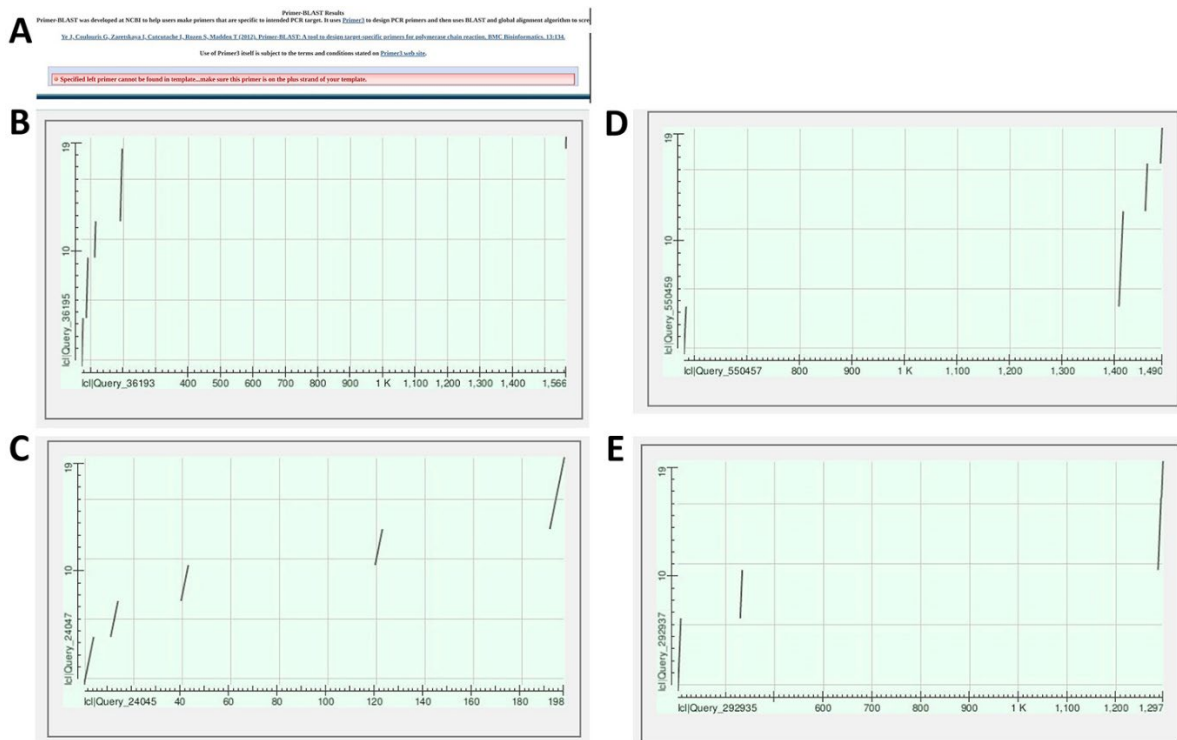 A
Primer-BLAST Results
Primer-BLAST was developed at NCBI to help users make primers that are specific to intended PCR target. It uses Primer3 to design PCR primers and then uses BLAST and global alignment algorithm to scre
Ye J, Coulouris G, Zaretskaya I, Cutcutache I, Rozen S, Madden T (2012). Primer-BLAST: A tool to design target-specific primers for polymerase chain reaction. BMC Bioinformatics. 13:134.
Use of Primer3 itself is subject to the terms and conditions stated on Primer3 web site.
Specified left primer cannot be found in template...make sure this primer is on the plus strand of your template.
B
19
10
lcl|Query_36195
lcl|Query_36193 400 500 600 700 800 900 1 K 1,100 1,200 1,300 1,400 1,566
C
19
10
lcl|Query_24047
lcl|Query_24045 40 60 80 100 120 140 160 180 198
D
19
10
lcl|Query_550459
lcl|Query_550457 800 900 1 K 1,100 1,200 1,300 1,400 1,490
E
19
10
lcl|Query_292937
lcl|Query_292935 600 700 800 900 1 K 1,100 1,200 1,297